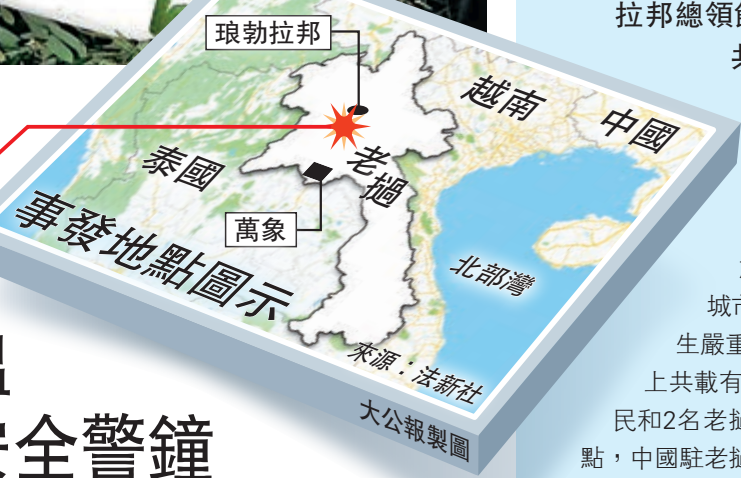 琅勃拉邦
越南
中國
泰國
老撾
萬象
北部灣
事發地點圖示
來源：法新社
大公報製圖
安全警鐘
拉邦總領
城市
生嚴重
上共載有
民和2名老撾
點，中國駐老撾